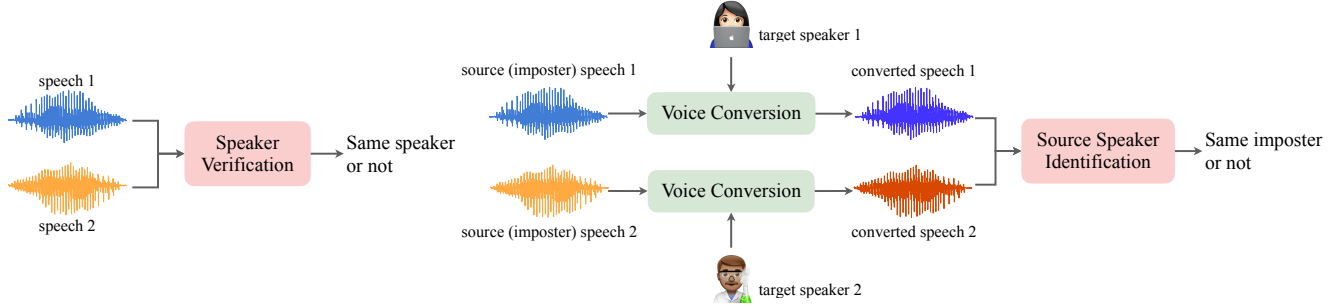 speech 1
speech 2
Speaker
Verification
Same speaker
or not
target speaker 1
source (imposter) speech 1
Voice Conversion
converted speech 1
source (imposter) speech 2
Voice Conversion
converted speech 2
target speaker 2
Source Speaker
Identification
Same imposter
or not